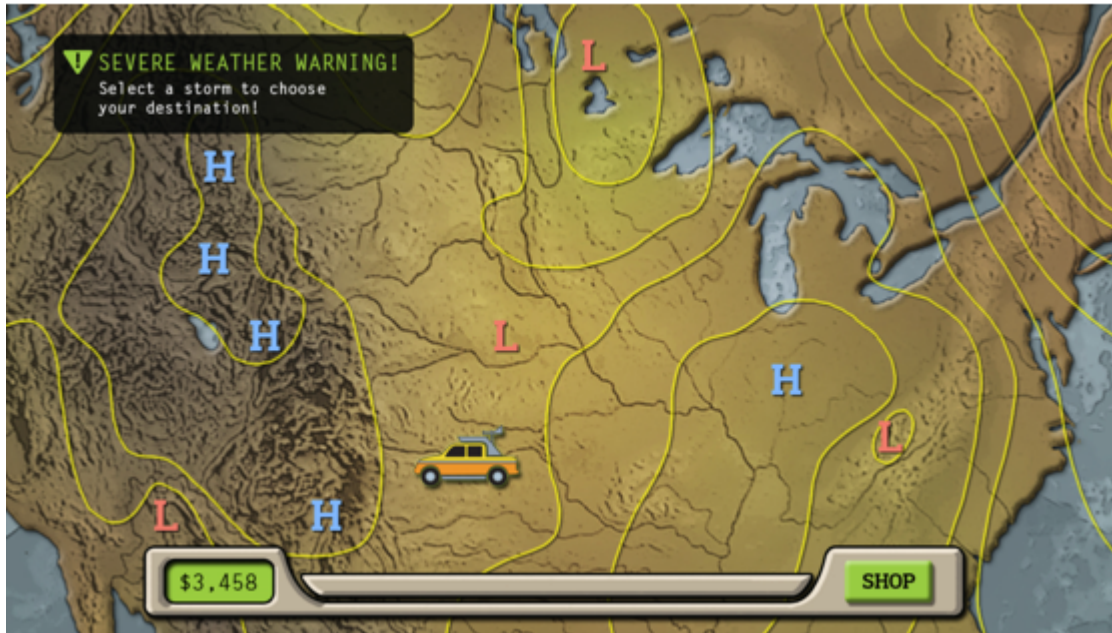 SEVERE WEATHER WARNING!
Select a storm to choose
your destination!
L
H
H
H
L
H
L
L
H
$3,458
SHOP